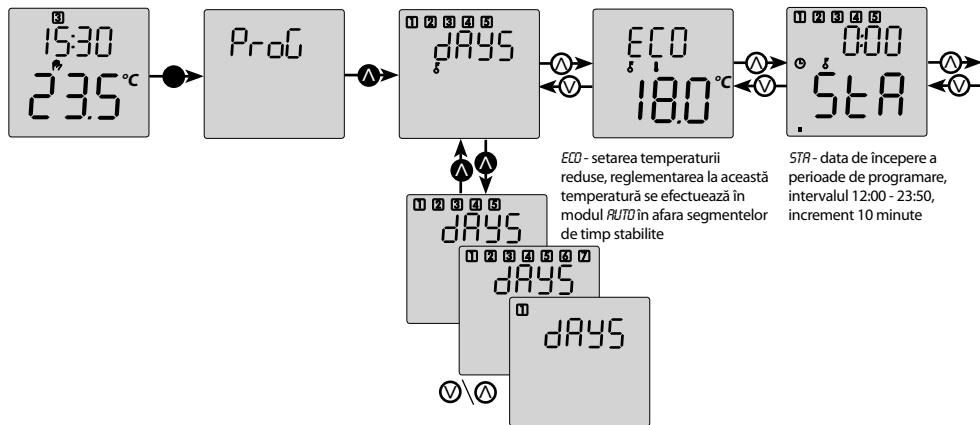 3
15:30
23.5 °C
ProG
1 2 3 4 5
dAYS
ECO
18.0 °C
1 2 3 4 5
0:00
StA
ECO - setarea temperaturii
reduse, reglementarea la această
temperatură se efectuează în
modul AUTO în afara segmentelor
de timp stabilite
STA - data de începere a
perioade de programare,
intervalul 12:00 - 23:50,
increment 10 minute
1 2 3 4 5
dAYS
1 2 3 4 5 6 7
dAYS
1
dAYS